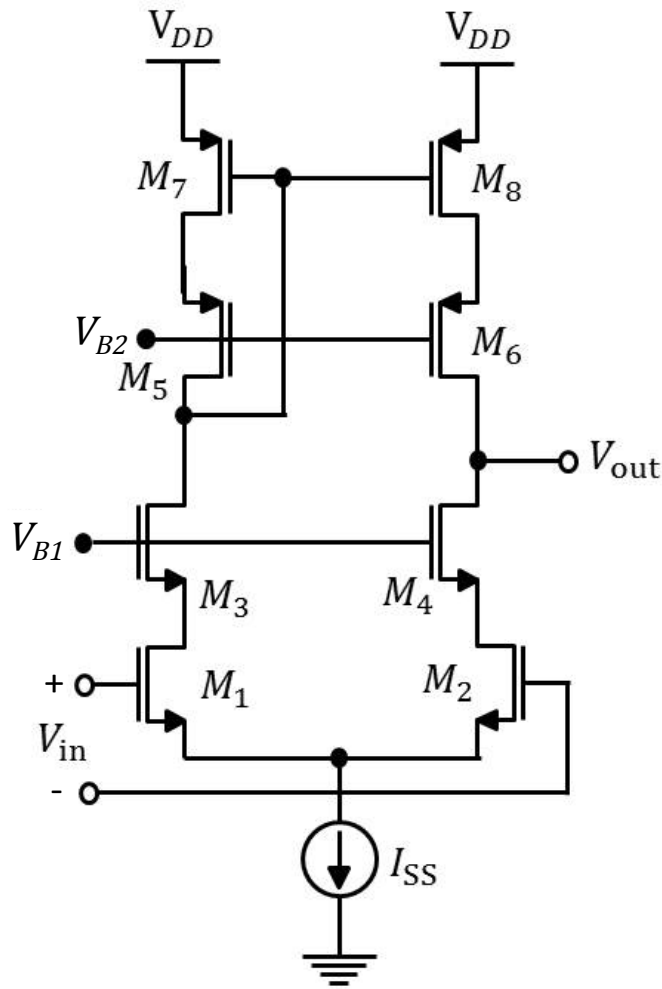 V_DD V_DD
M_7 M_8
V_B2 M_6
M_5
V_out
V_B1
M_3 M_4
+ M_1 M_2
V_in
-
I_SS